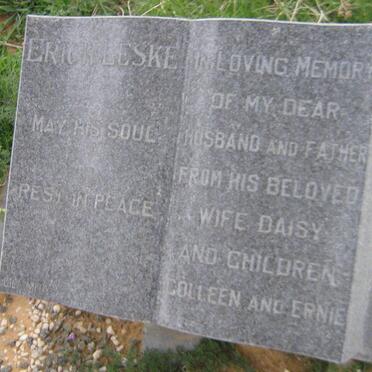 ERICH LESKE
MAY HIS SOUL
REST IN PEACE
IN LOVING MEMORY
OF MY DEAR
HUSBAND AND FATHER
FROM HIS BELOVED
WIFE DAISY
AND CHILDREN
COLLEEN AND ERNIE